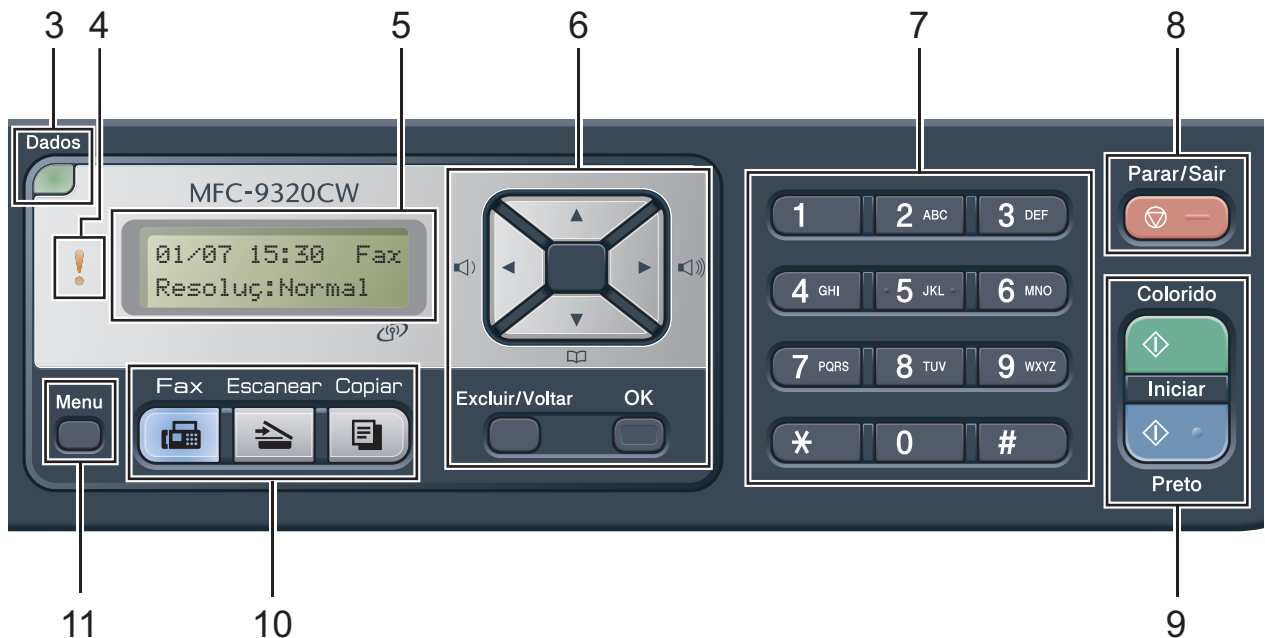 3 4 5 6 7 8
Dados
MFC-9320CW
01/07 15:30 Fax
Resoluç:Normal
Menu
Fax Escanear Copiar
Excluir/Voltar OK
1 2 ABC 3 DEF
4 GHI 5 JKL 6 MNO
7 PQRS 8 TUV 9 WXYZ
* 0 #
Parar/Sair
Colorido
Iniciar
Preto
11 10 9